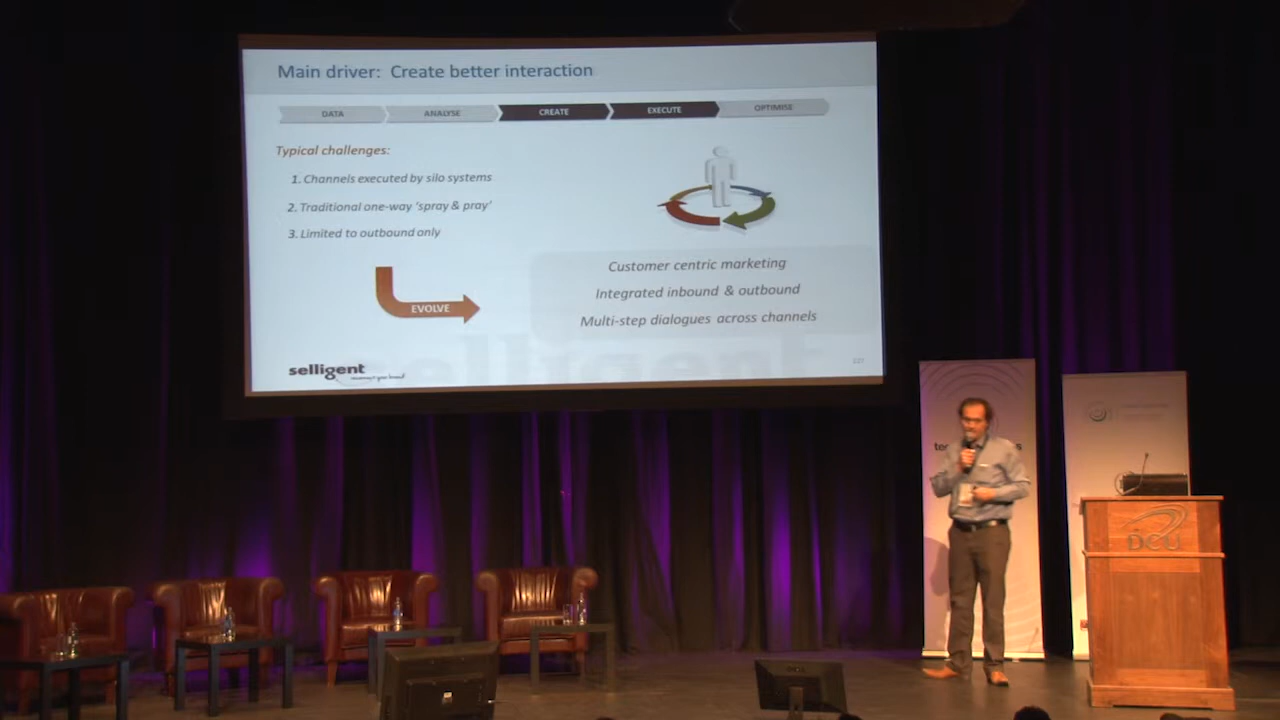 Main driver: Create better interaction
DATA
ANALYSE
CREATE
EXECUTE
OPTIMISE
Typical challenges:
1. Channels executed by silo systems
2. Traditional one-way 'spray & pray'
3. Limited to outbound only
EVOLVE
Customer centric marketing
Integrated inbound & outbound
Multi-step dialogues across channels
selligent
DCU